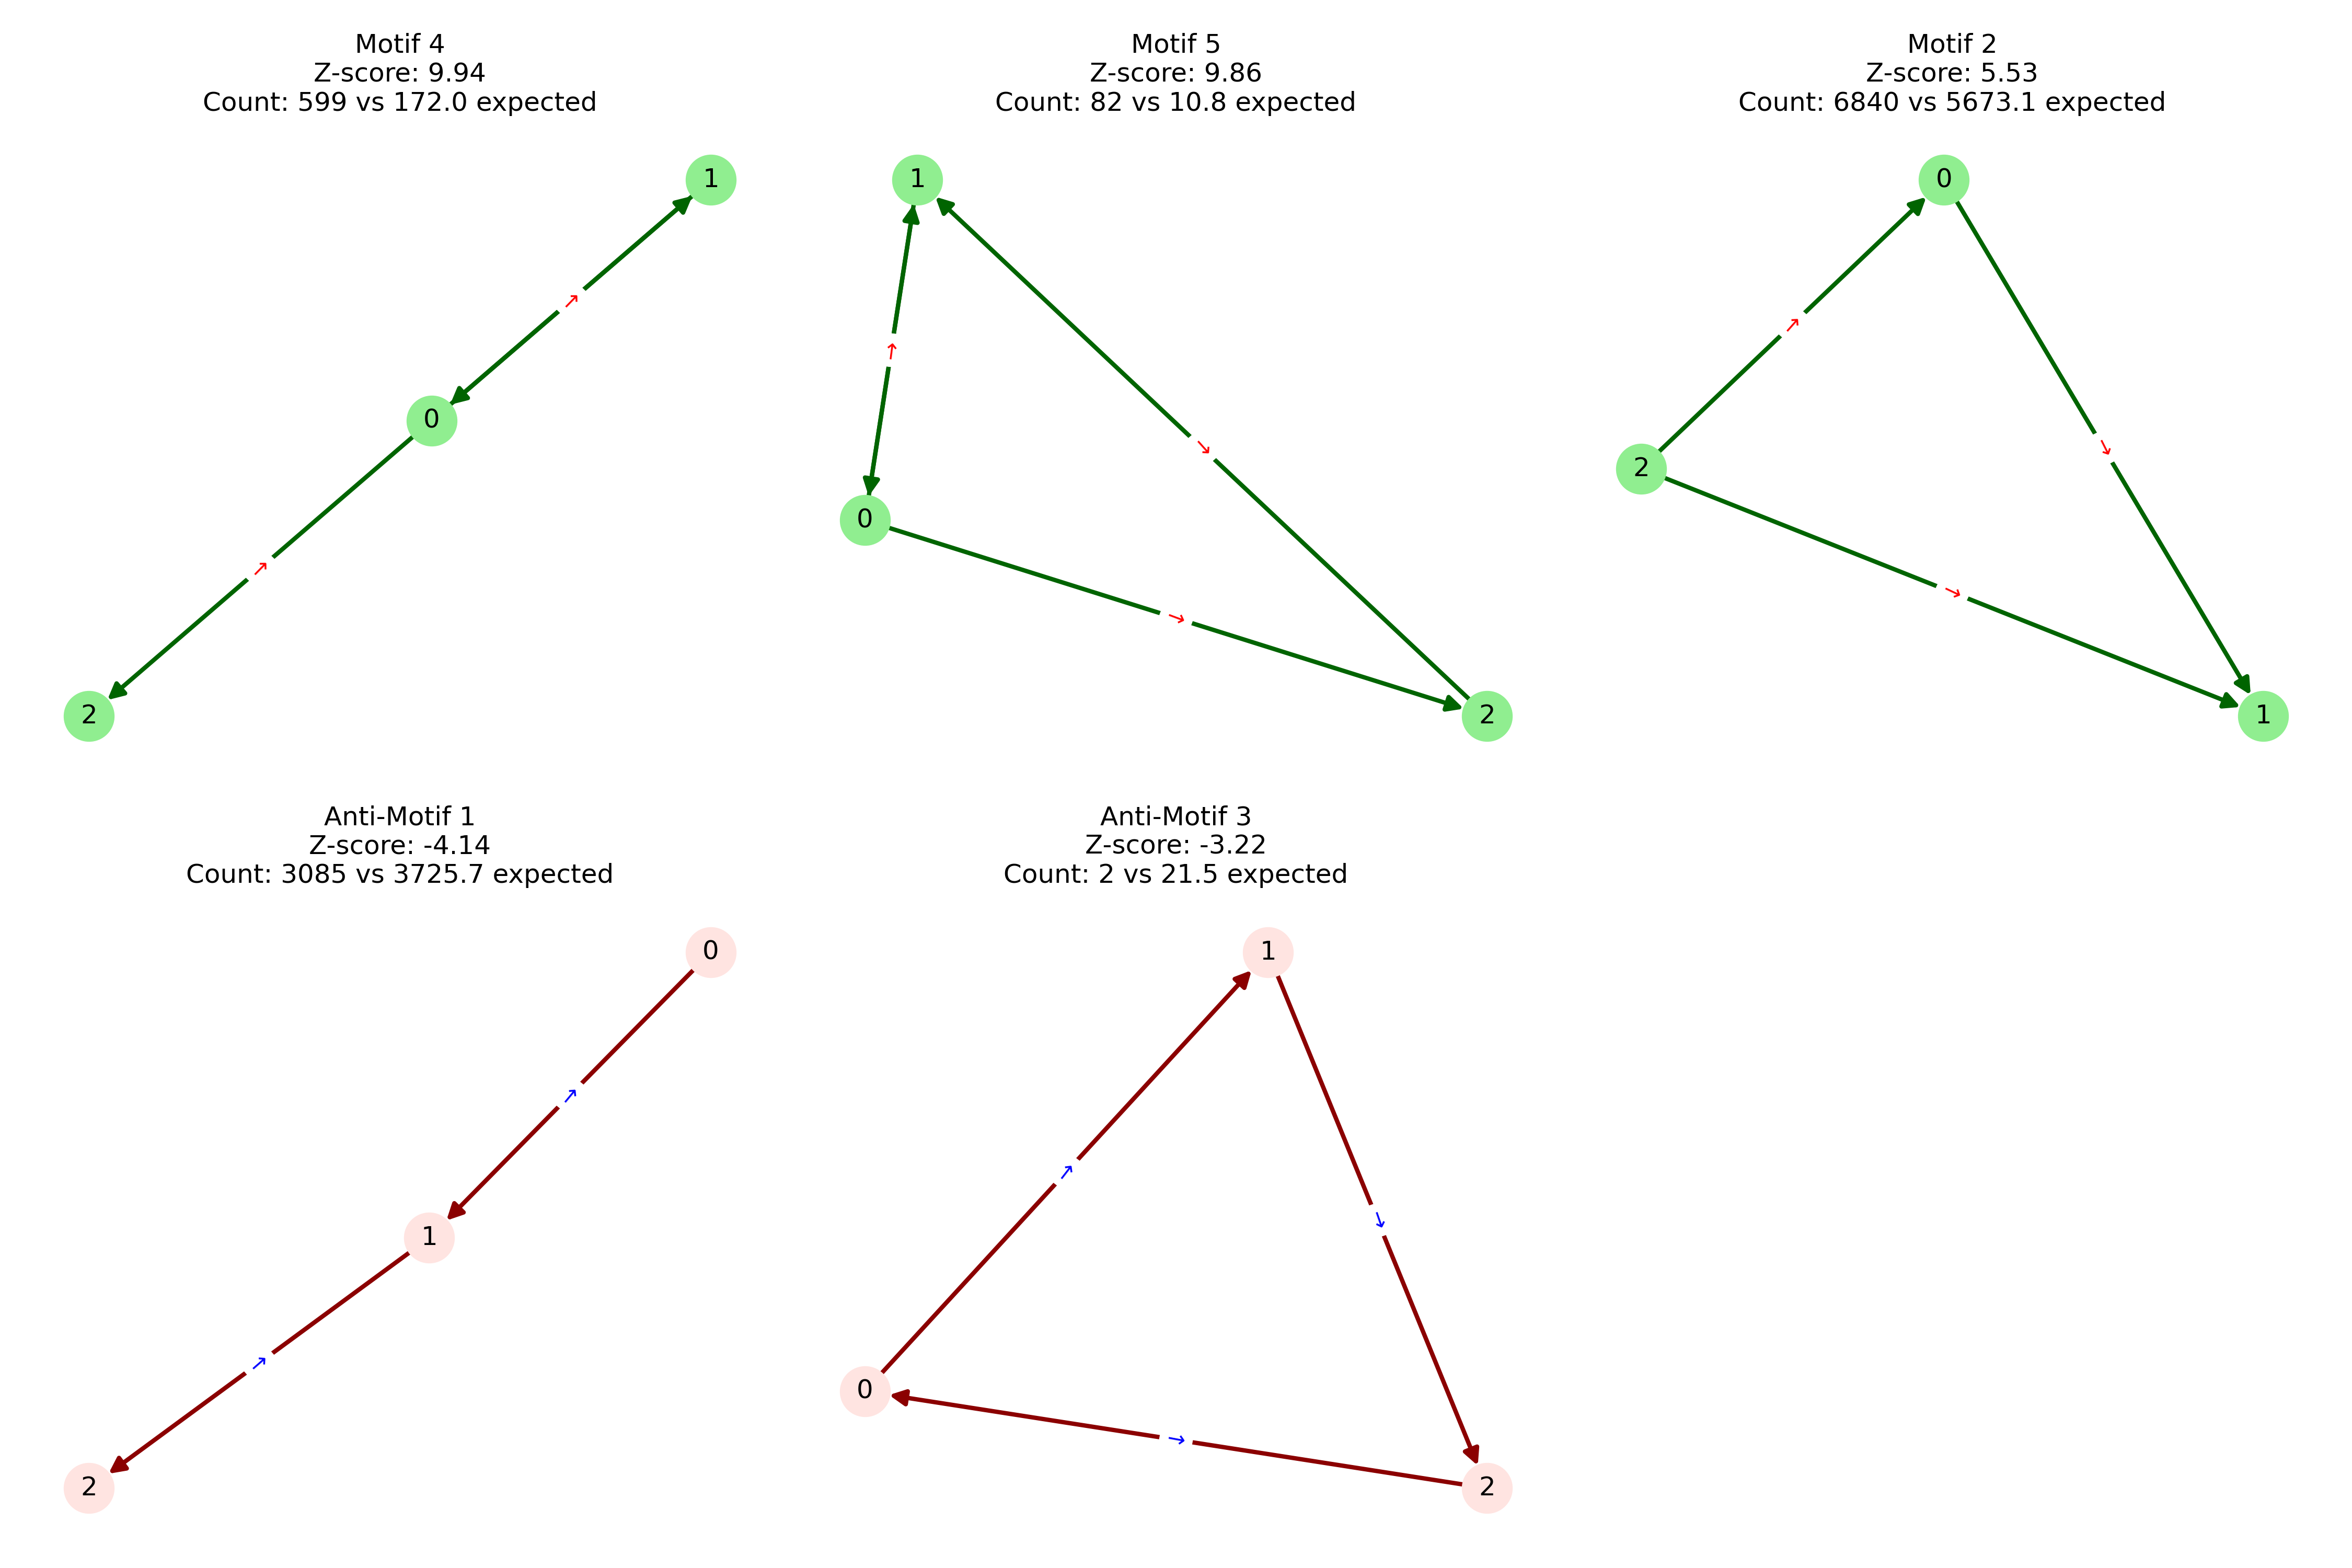 Motif 4
Z-score: 9.94
Count: 599 vs 172.0 expected
1
↗
0
↗
2
Motif 5
Z-score: 9.86
Count: 82 vs 10.8 expected
1
→
↘
0
→
2
Motif 2
Z-score: 5.53
Count: 6840 vs 5673.1 expected
0
→
→
2
→
1
Anti-Motif 1
Z-score: -4.14
Count: 3085 vs 3725.7 expected
0
→
1
→
2
Anti-Motif 3
Z-score: -3.22
Count: 2 vs 21.5 expected
1
→
→
0
→
2